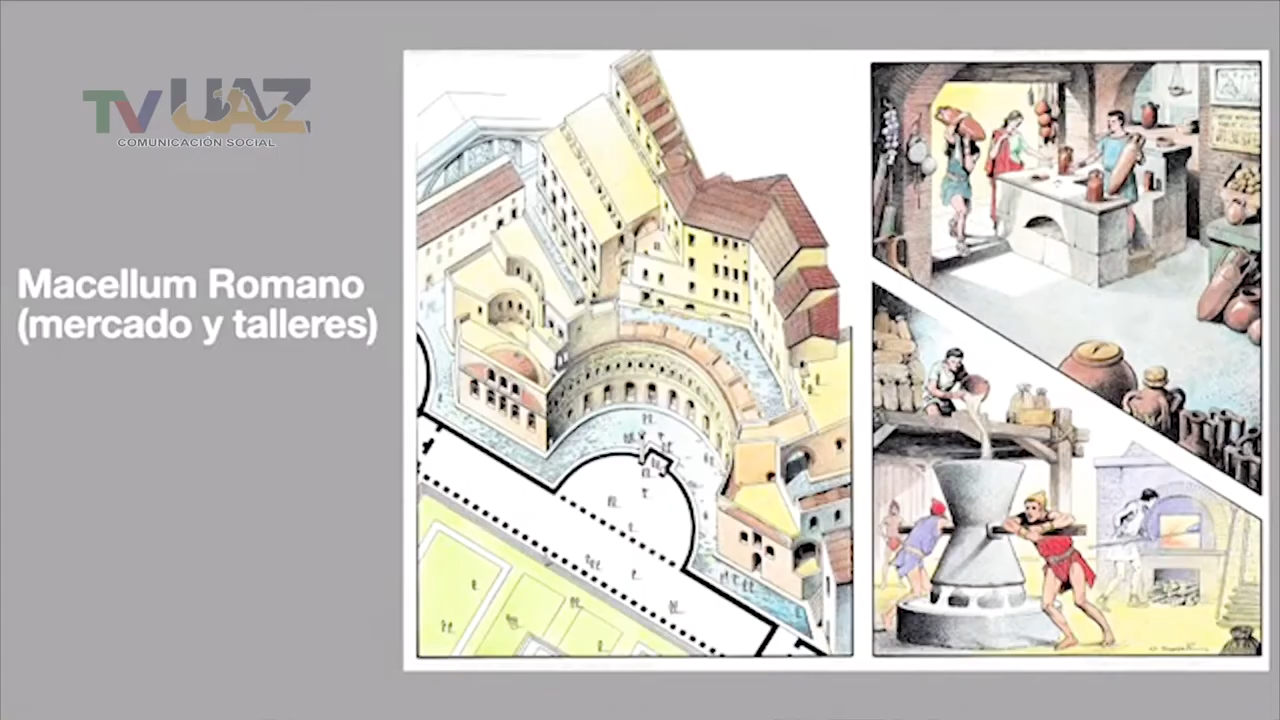 TV UAZ
COMUNICACIÓN SOCIAL
Macellum Romano
(mercado y talleres)